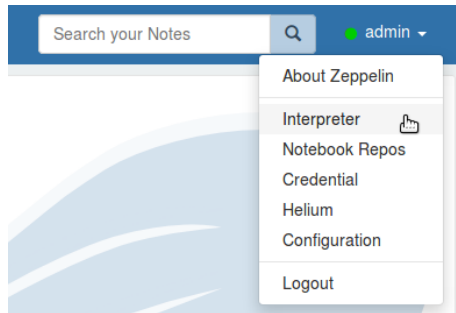 Search your Notes
admin
About Zeppelin
Interpreter
Notebook Repos
Credential
Helium
Configuration
Logout